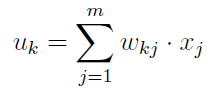 $u_k = \sum_{j=1}^{m} w_{kj} \cdot x_j$